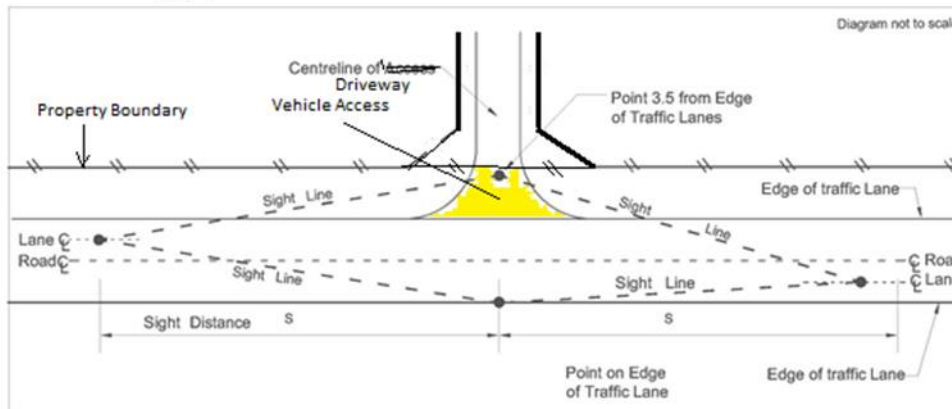 Diagram not to scale
Centreline of Access
Driveway
Vehicle Access
Property Boundary
Point 3.5 from Edge
of Traffic Lanes
Sight Line
Sight Line
Edge of traffic Lane
Lane ℄
Road ℄
Sight Line
Sight Line
℄ Roa
℄ Lan
Sight Distance S
S
Point on Edge
of Traffic Lane
Edge of traffic Lane